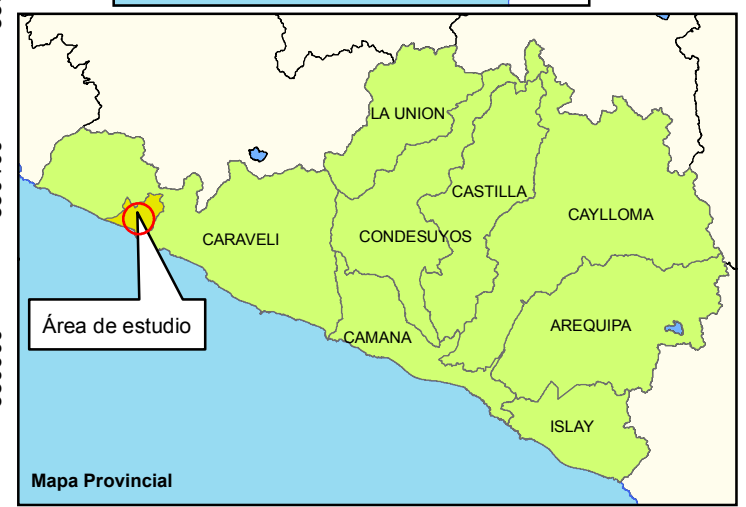 LA UNION
CASTILLA
CAYLLOMA
CARAVELI
CONDESUYOS
Área de estudio
CAMANA
AREQUIPA
ISLAY
Mapa Provincial